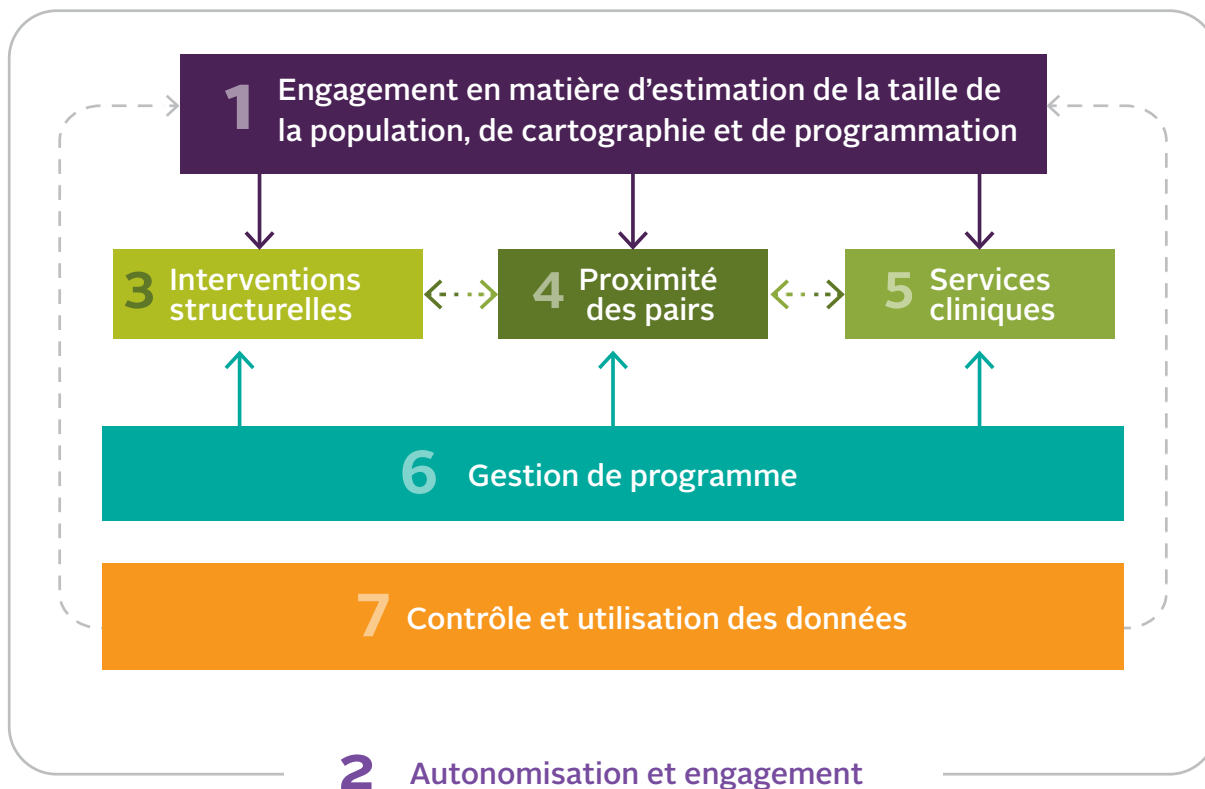 1 Engagement en matière d’estimation de la taille de
la population, de cartographie et de programmation
3 Interventions
structurelles
4 Proximité
des pairs
5 Services
cliniques
6 Gestion de programme
7 Contrôle et utilisation des données
2 Autonomisation et engagement